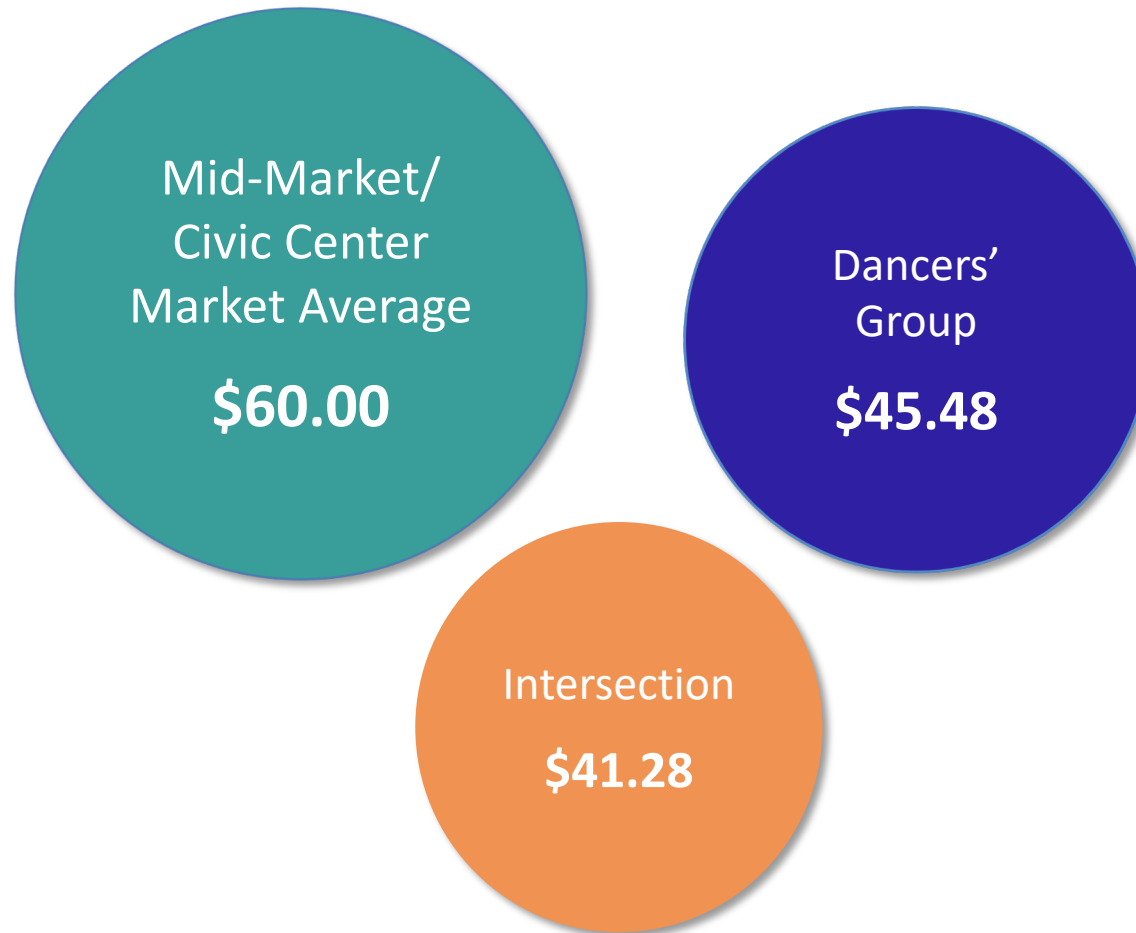 Mid-Market/
Civic Center
Market Average
$60.00
Dancers’
Group
$45.48
Intersection
$41.28